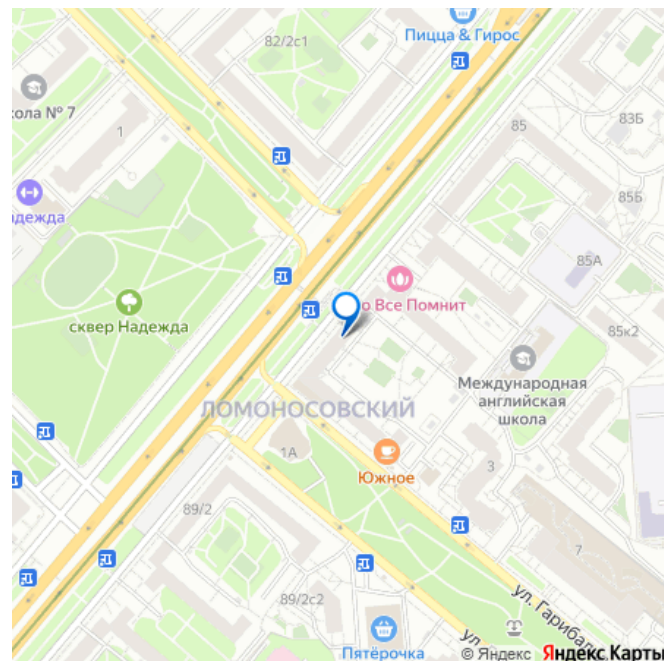 Пицца & Гирос
82/2с1
кола № 7
1
83Б
85
адежда
85Б
85А
сквер Надежда
о Все Помнит
85к2
Международная
английская
школа
ЛОМОНОСОВСКИЙ
1А
Южное
3
89/2
7
89/2с2
ул. Гарибаль
ул.
Пятёрочка
© Яндекс Яндекс Карты